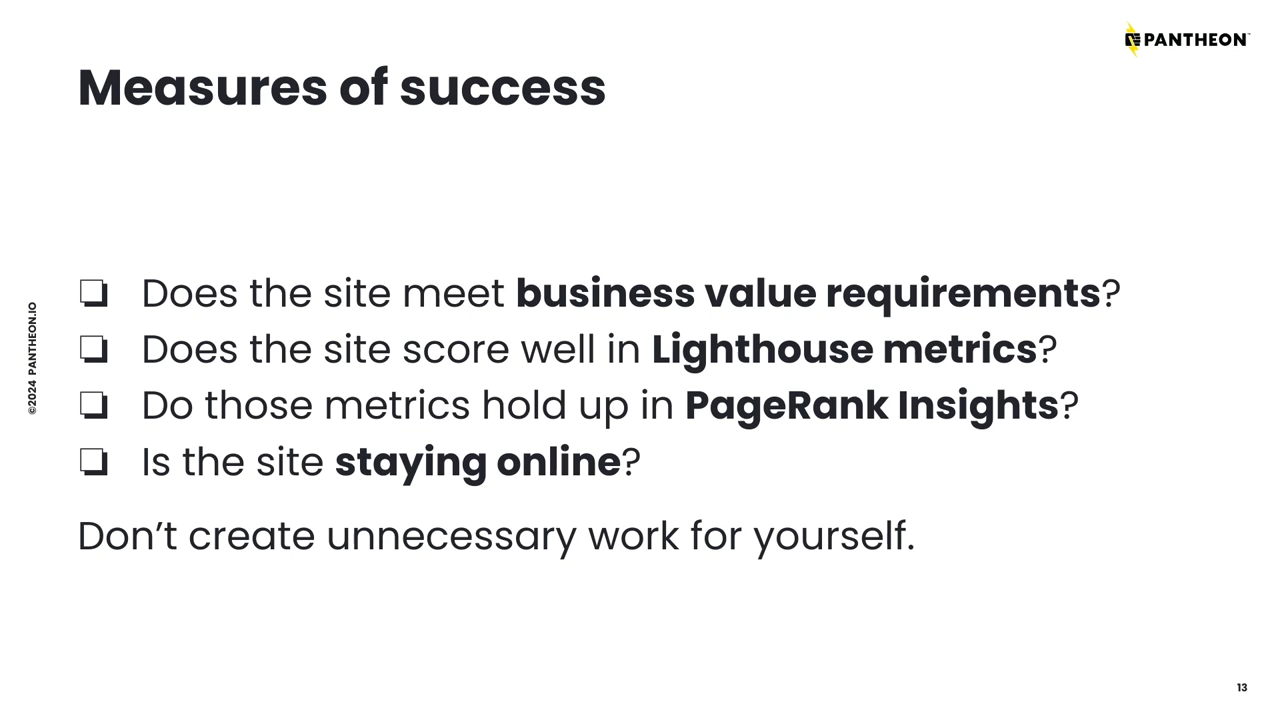 PANTHEON™
Measures of success
❏ Does the site meet business value requirements?
❏ Does the site score well in Lighthouse metrics?
❏ Do those metrics hold up in PageRank Insights?
❏ Is the site staying online?
Don’t create unnecessary work for yourself.
©2024 PANTHEON.IO
13